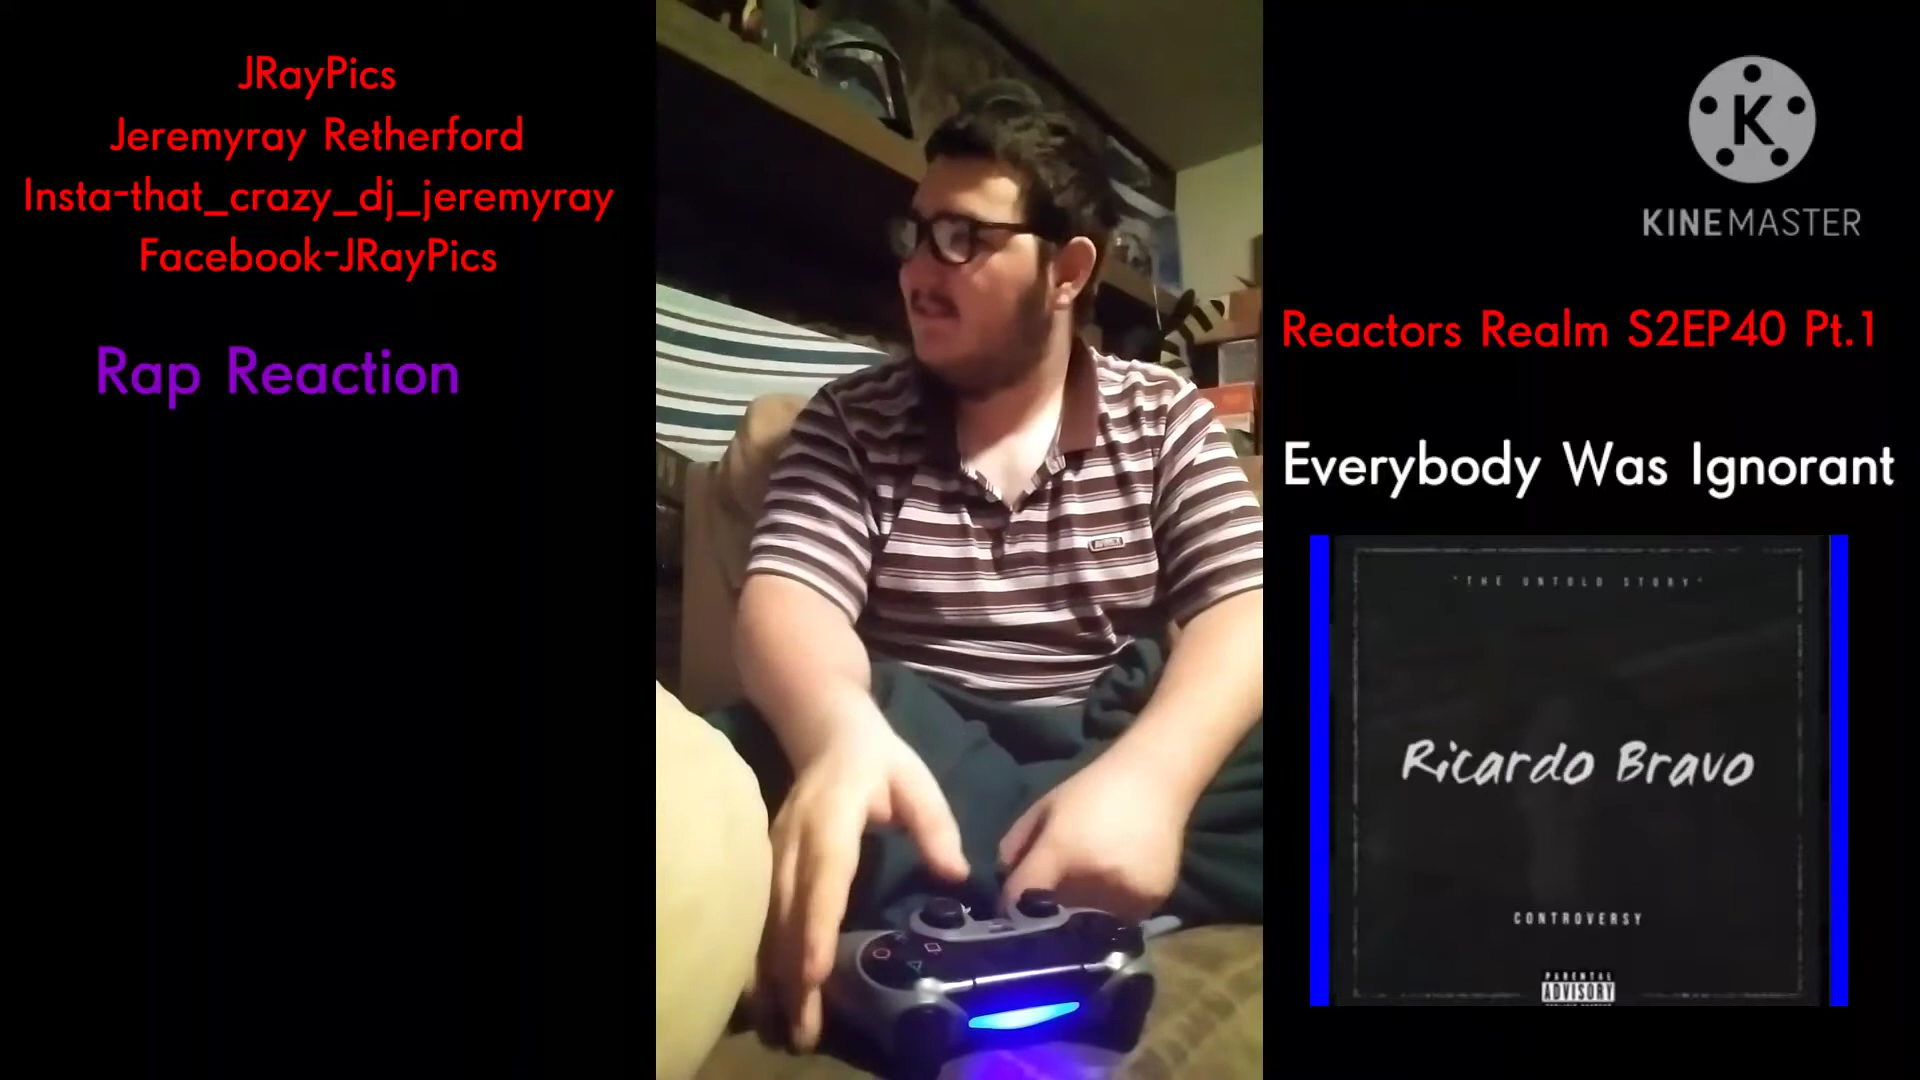 JRayPics
Jeremyray Retherford
Insta-that_crazy_dj_jeremyray
Facebook-JRayPics
Rap Reaction
K
KINEMASTER
Reactors Realm S2EP40 Pt.1
Everybody Was Ignorant
"THE UNTOLD STORY"
Ricardo Bravo
CONTROVERSY
PARENTAL
ADVISORY